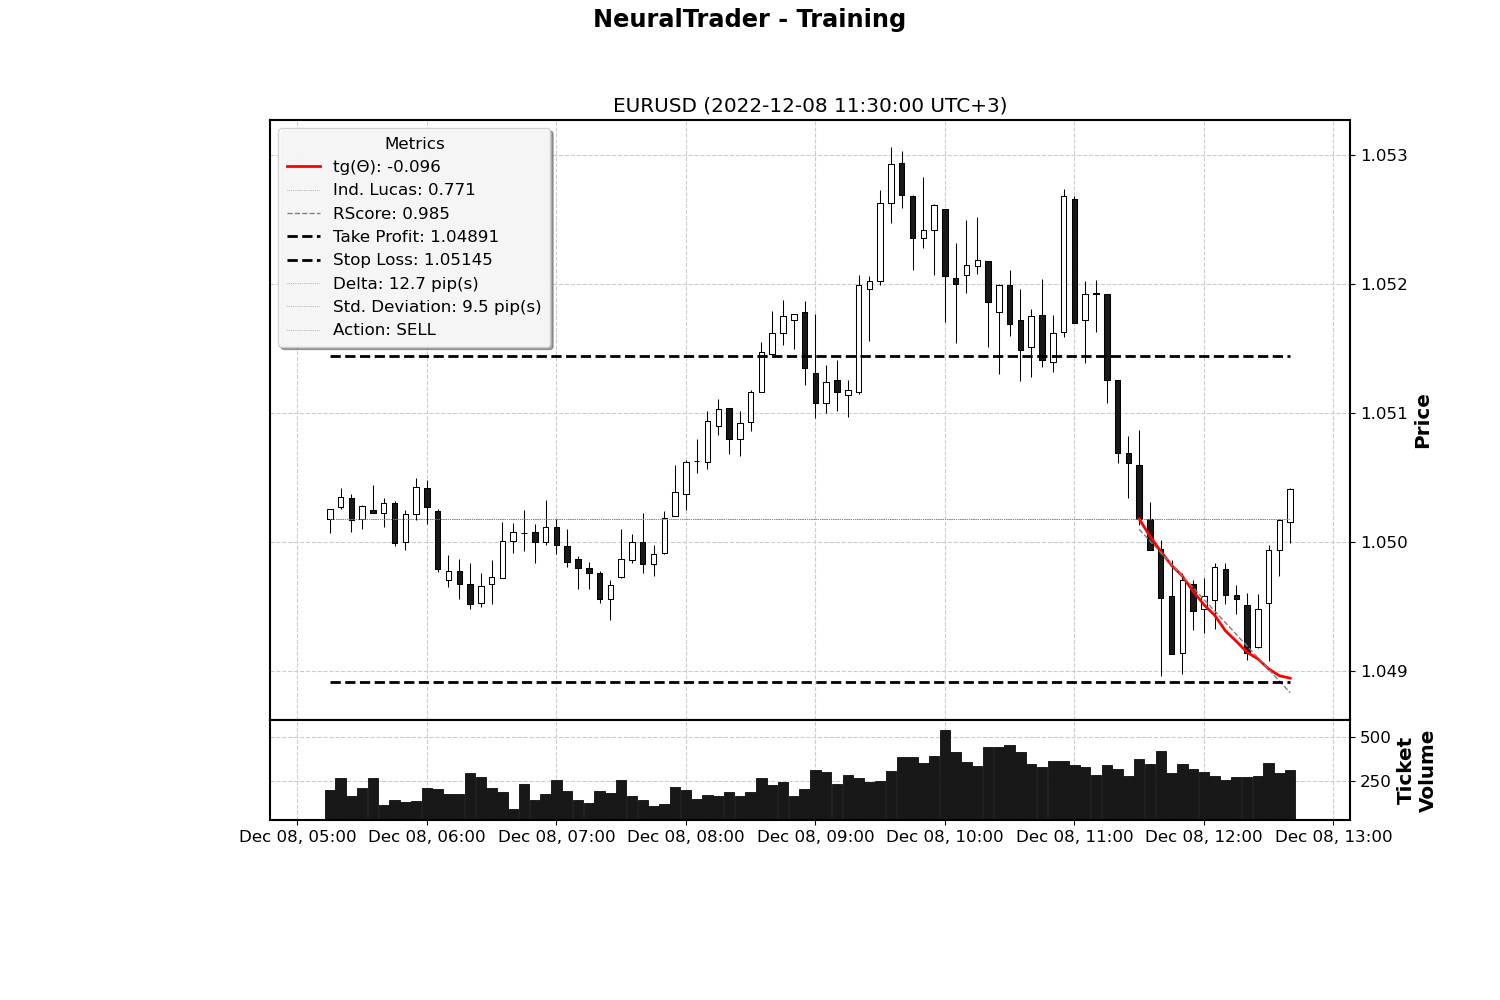 NeuralTrader - Training
EURUSD (2022-12-08 11:30:00 UTC+3)
Metrics
tg(Θ): -0.096
Ind. Lucas: 0.771
RScore: 0.985
Take Profit: 1.04891
Stop Loss: 1.05145
Delta: 12.7 pip(s)
Std. Deviation: 9.5 pip(s)
Action: SELL
1.053
1.052
1.051
1.050
1.049
Price
500
250
Ticket
Volume
Dec 08, 05:00 Dec 08, 06:00 Dec 08, 07:00 Dec 08, 08:00 Dec 08, 09:00 Dec 08, 10:00 Dec 08, 11:00 Dec 08, 12:00 Dec 08, 13:00